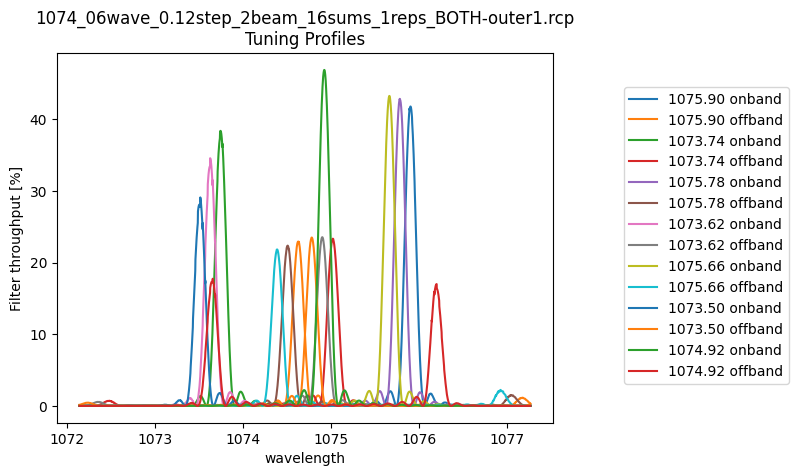 1074_06wave_0.12step_2beam_16sums_1reps_BOTH-outer1.rcp
Tuning Profiles
Filter throughput [%]
40
30
20
10
0
1072
1073
1074
1075
1076
1077
wavelength
1075.90 onband
1075.90 offband
1073.74 onband
1073.74 offband
1075.78 onband
1075.78 offband
1073.62 onband
1073.62 offband
1075.66 onband
1075.66 offband
1073.50 onband
1073.50 offband
1074.92 onband
1074.92 offband